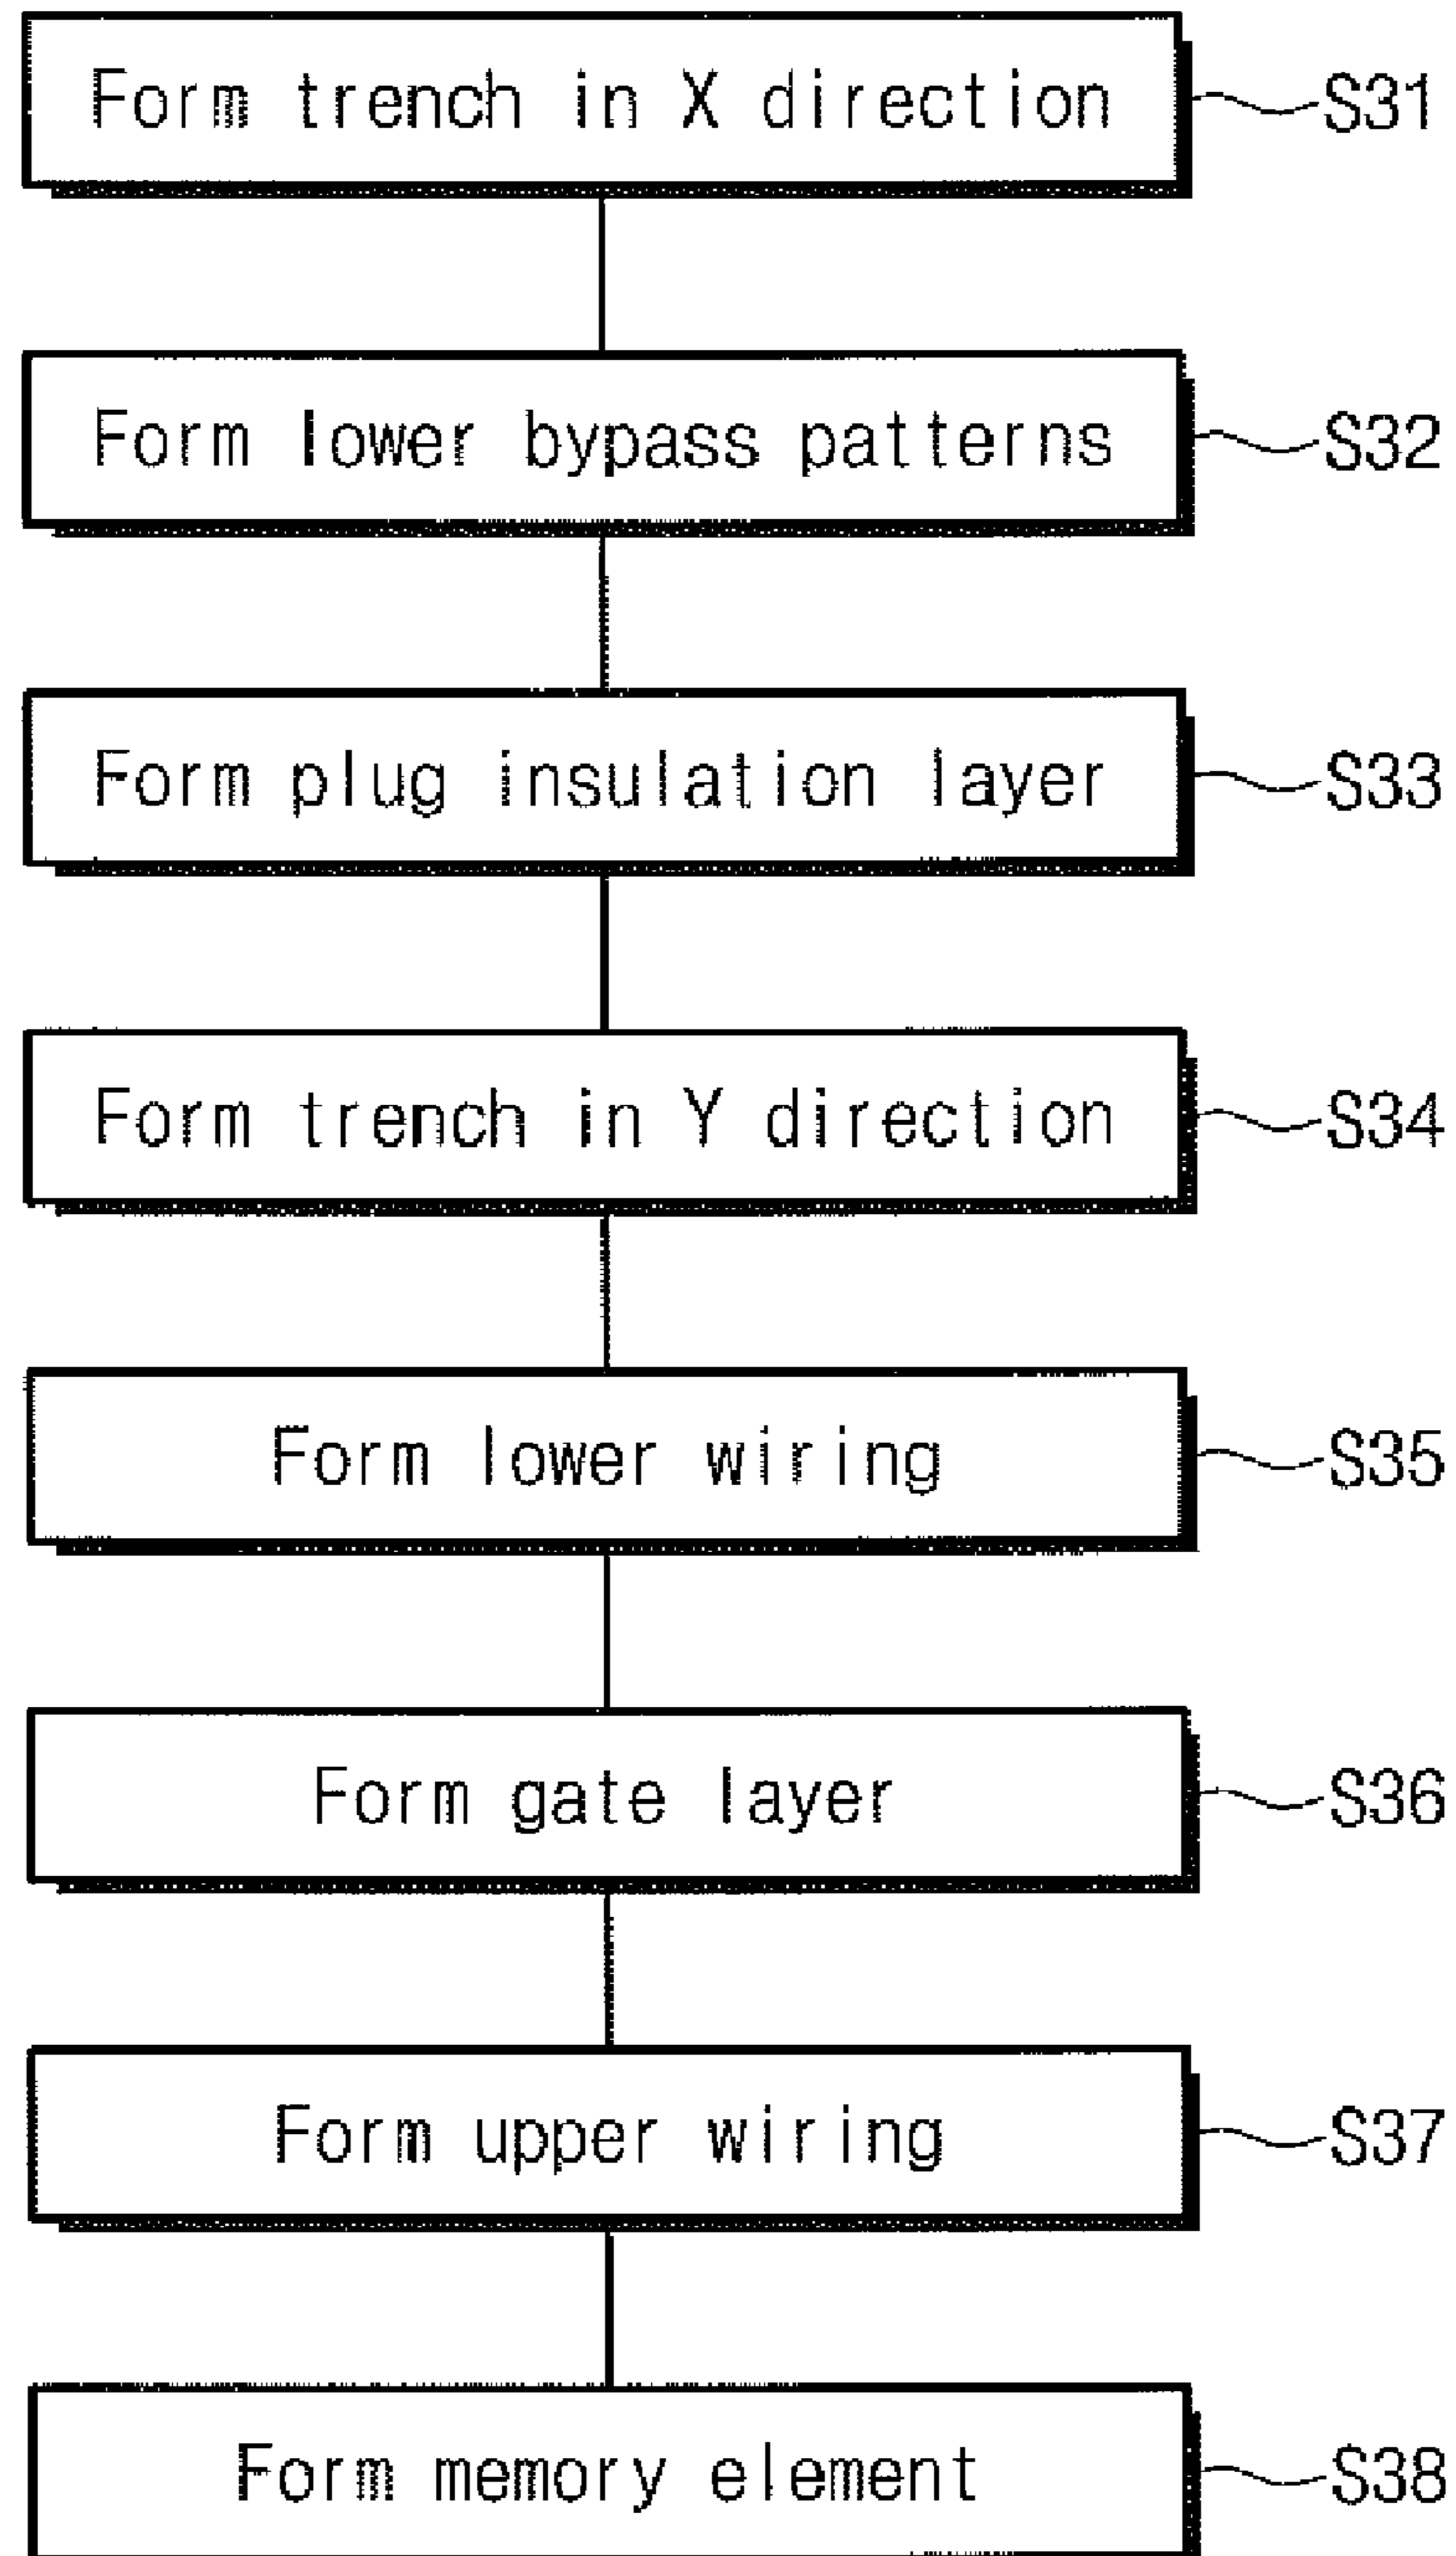 Form trench in X direction S31
Form lower bypass patterns S32
Form plug insulation layer S33
Form trench in Y direction S34
Form lower wiring S35
Form gate layer S36
Form upper wiring S37
Form memory element S38